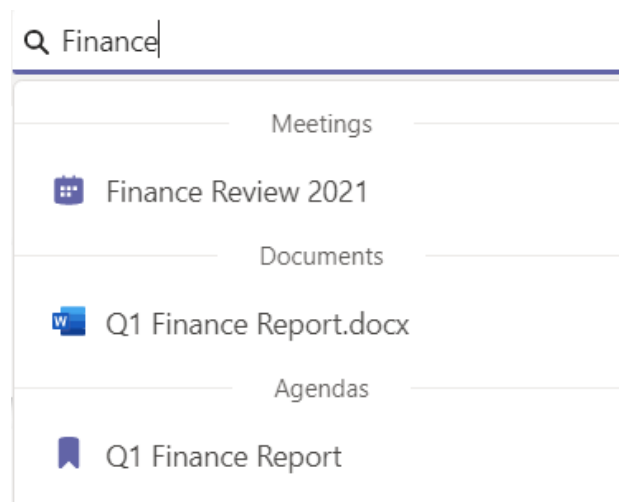 Finance
Meetings
Finance Review 2021
Documents
W
Q1 Finance Report.docx
Agendas
Q1 Finance Report